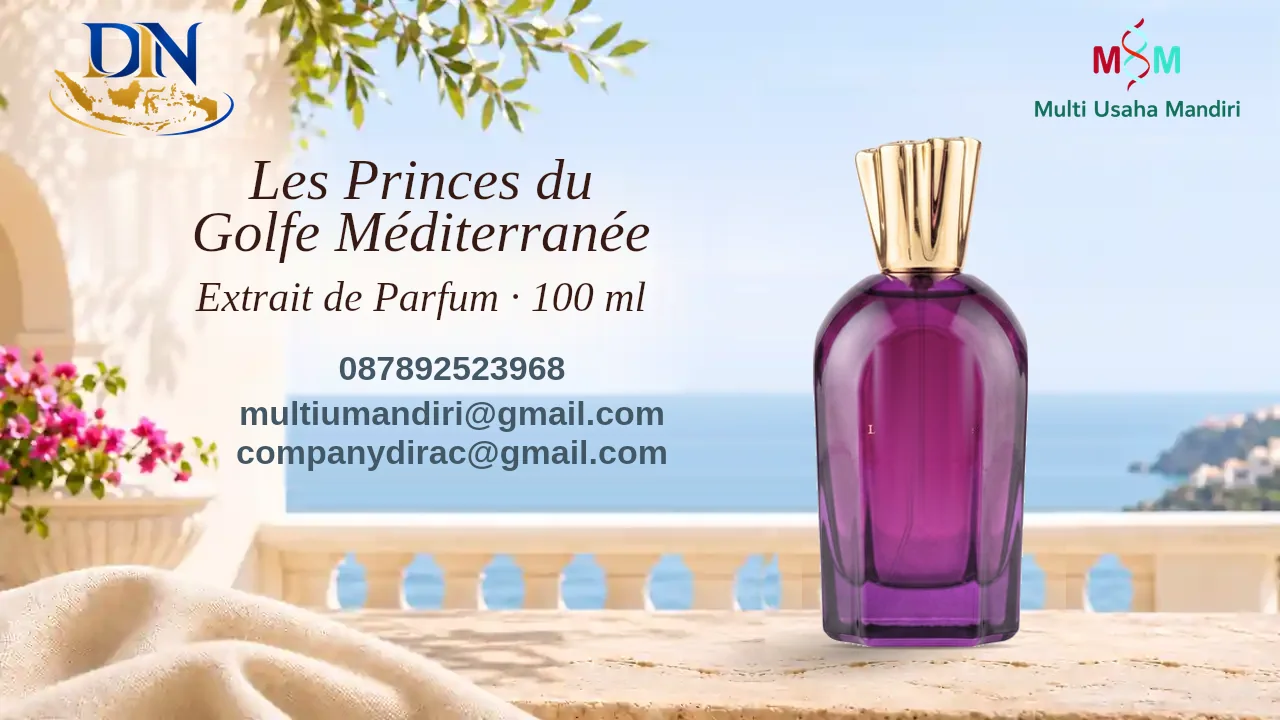 DIN
MSM
Multi Usaha Mandiri
Les Princes du
Golfe Méditerranée
Extrait de Parfum · 100 ml
087892523968
multiumandiri@gmail.com
companydirac@gmail.com
L